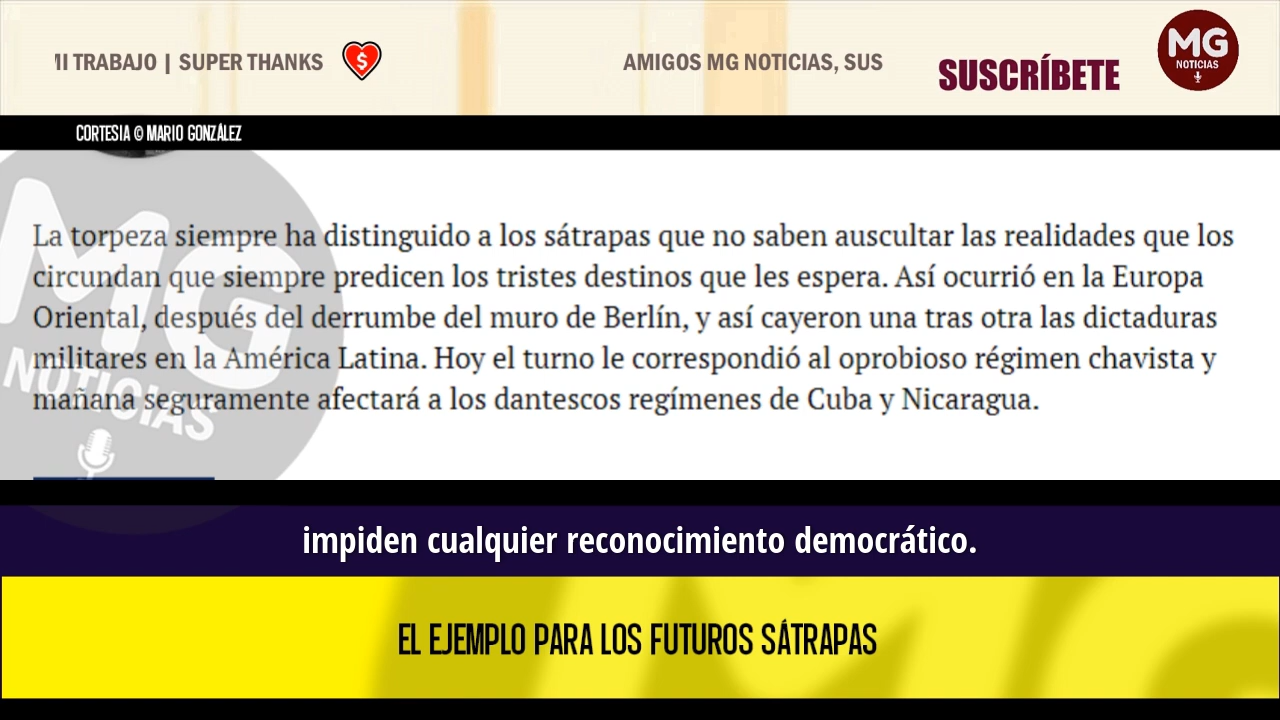 MI TRABAJO | SUPER THANKS
$
AMIGOS MG NOTICIAS, SUS
SUSCRÍBETE
MG
NOTICIAS
CORTESIA © MARIO GONZÁLEZ
La torpeza siempre ha distinguido a los sátrapas que no saben auscultar las realidades que los
circundan que siempre predicen los tristes destinos que les espera. Así ocurrió en la Europa
Oriental, después del derrumbe del muro de Berlín, y así cayeron una tras otra las dictaduras
militares en la América Latina. Hoy el turno le correspondió al oprobioso régimen chavista y
mañana seguramente afectará a los dantescos regímenes de Cuba y Nicaragua.
MG
NOTICIAS
impiden cualquier reconocimiento democrático.
EL EJEMPLO PARA LOS FUTUROS SÁTRAPAS